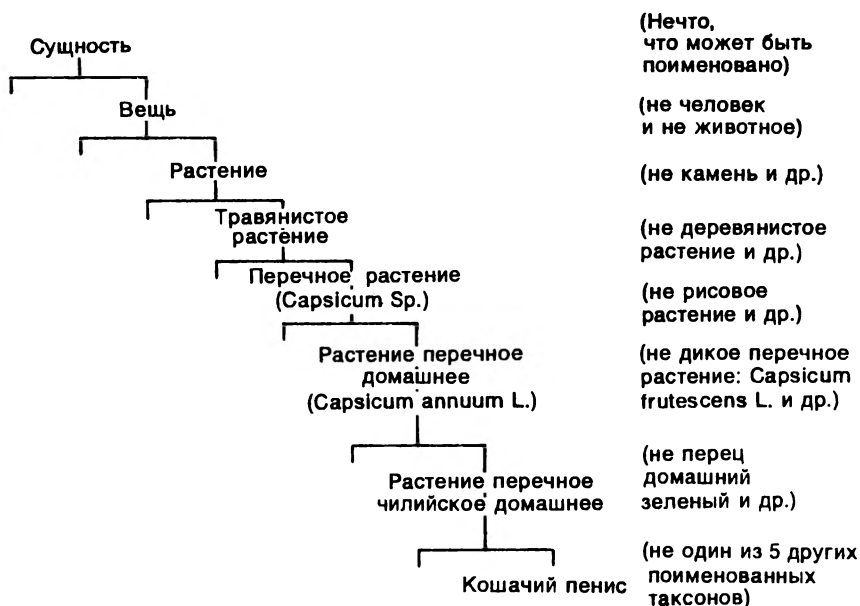 Сущность
(Нечто,
что может быть
поименовано)
Вещь
(не человек
и не животное)
Растение
(не камень и др.)
Травянистое
растение
(не деревянистое
растение и др.)
Перечное растение
(Capsicum Sp.)
(не рисовое
растение и др.)
Растение перечное
домашнее
(Capsicum annuum L.)
(не дикое перечное
растение: Capsicum
frutescens L. и др.)
Растение перечное
чилийское домашнее
(не перец
домашний
зеленый и др.)
Кошачий пенис
(не один из 5 других
поименованных
таксонов)